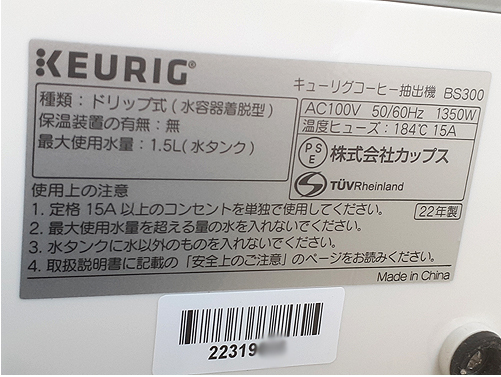 KEURIG®
キューリグコーヒー抽出機 BS300
種類：ドリップ式(水容器着脱型)
保温装置の有無：無
最大使用水量：1.5L(水タンク)
AC100V 50/60Hz 1350W
温度ヒューズ：184℃ 15A
PSE 株式会社カップス
TÜVRheinland
使用上の注意
22年製
1. 定格 15A 以上のコンセントを単独で使用してください。
2. 最大使用水量を超える量の水を入れないでください。
3. 水タンクに水以外のものを入れないでください。
4. 取扱説明書に記載の「安全上のご注意」のページをお読みください。
Made in China
22319